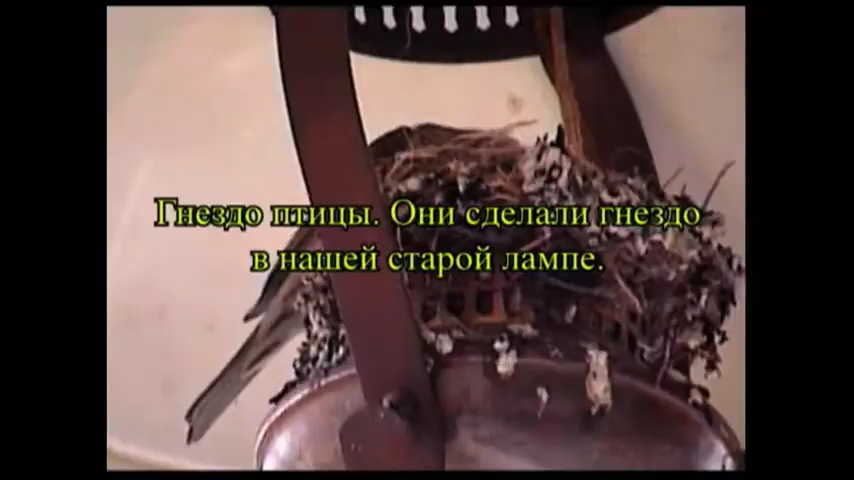 Гнездо птицы. Они сделали гнездо
в нашей старой лампе.